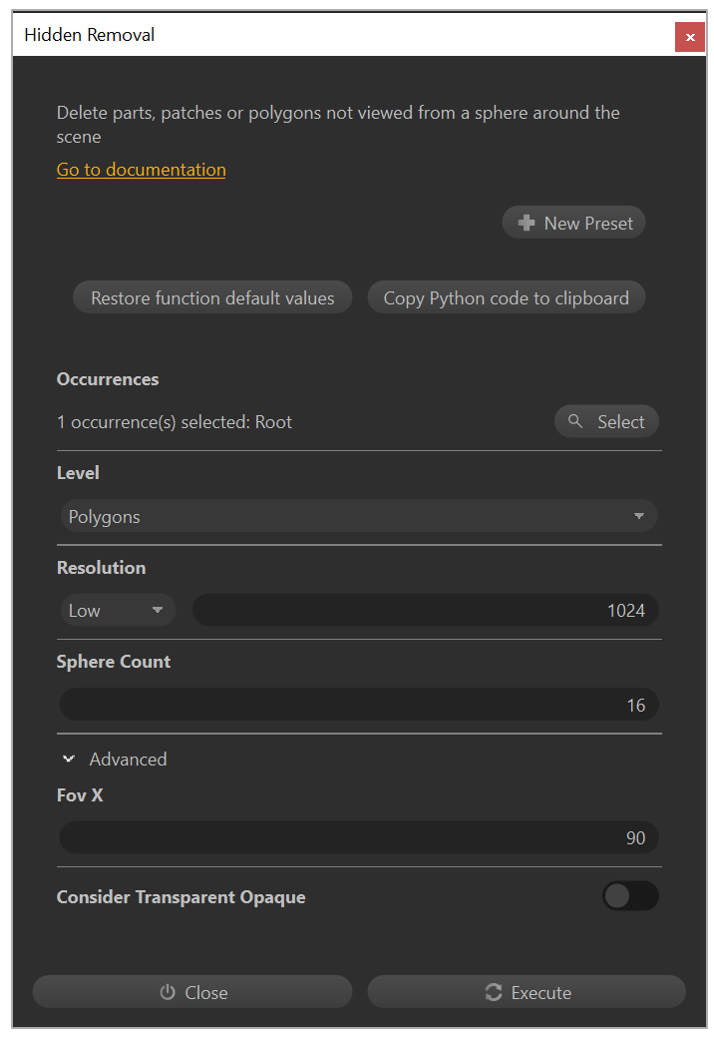 Hidden Removal
Delete parts, patches or polygons not viewed from a sphere around the
scene
Go to documentation
New Preset
Restore function default values
Copy Python code to clipboard
Occurrences
1 occurrence(s) selected: Root
Select
Level
Polygons
Resolution
Low
1024
Sphere Count
16
Advanced
Fov X
90
Consider Transparent Opaque
Close
Execute